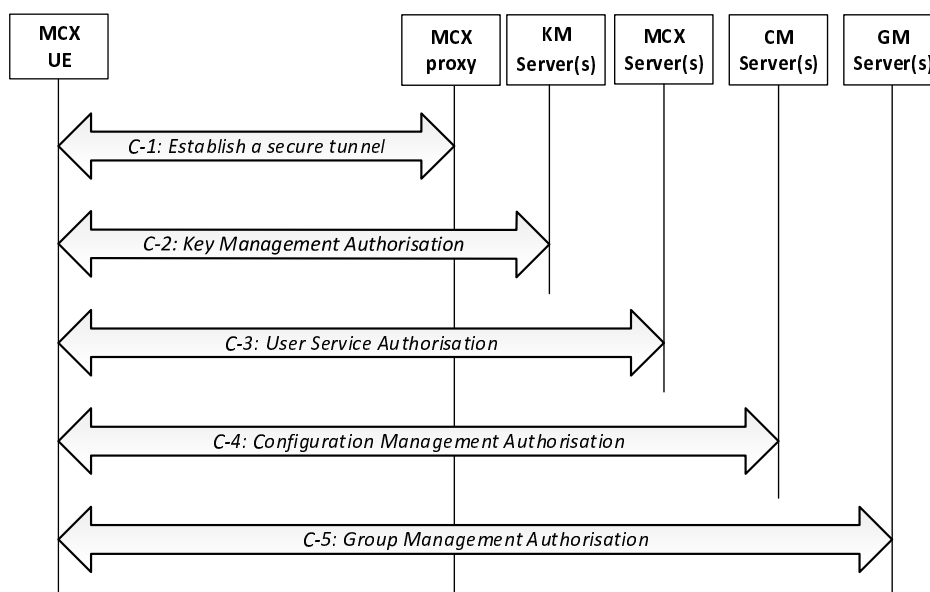 MCX
UE
MCX
proxy
KM
Server(s)
MCX
Server(s)
CM
Server(s)
GM
Server(s)
C-1: Establish a secure tunnel
C-2: Key Management Authorisation
C-3: User Service Authorisation
C-4: Configuration Management Authorisation
C-5: Group Management Authorisation